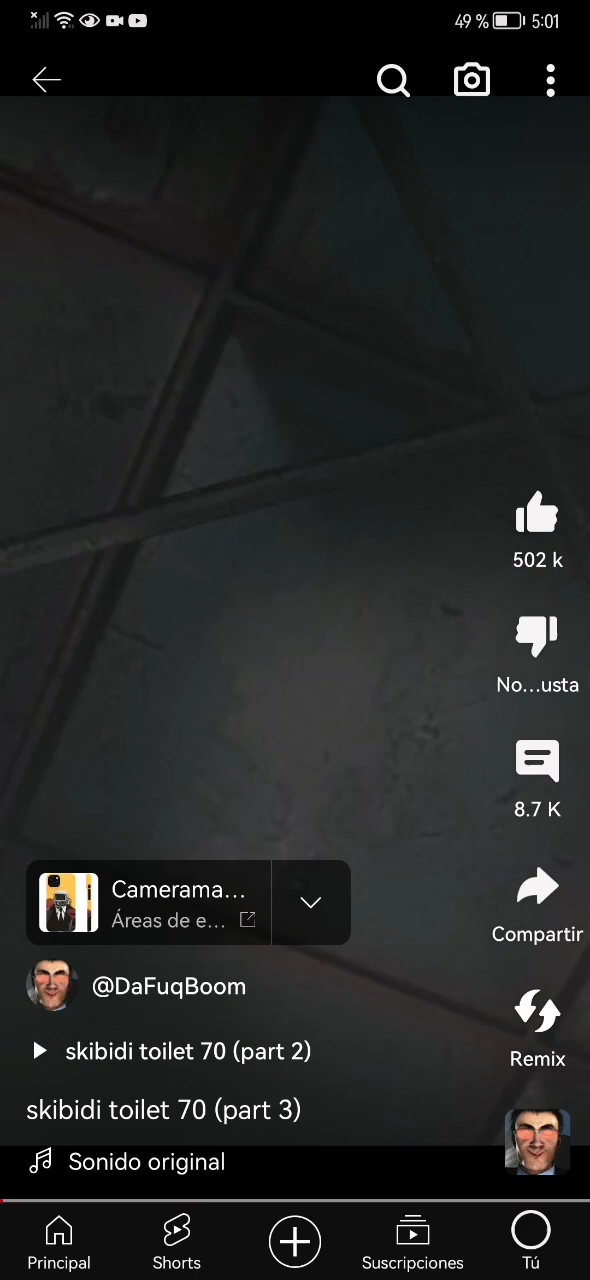 49 % 5:01
502 k
No...usta
8.7 K
Camerama...
Áreas de e...
Compartir
@DaFuqBoom
skibidi toilet 70 (part 2)
Remix
skibidi toilet 70 (part 3)
Sonido original
Principal
Shorts
Suscripciones
Tú